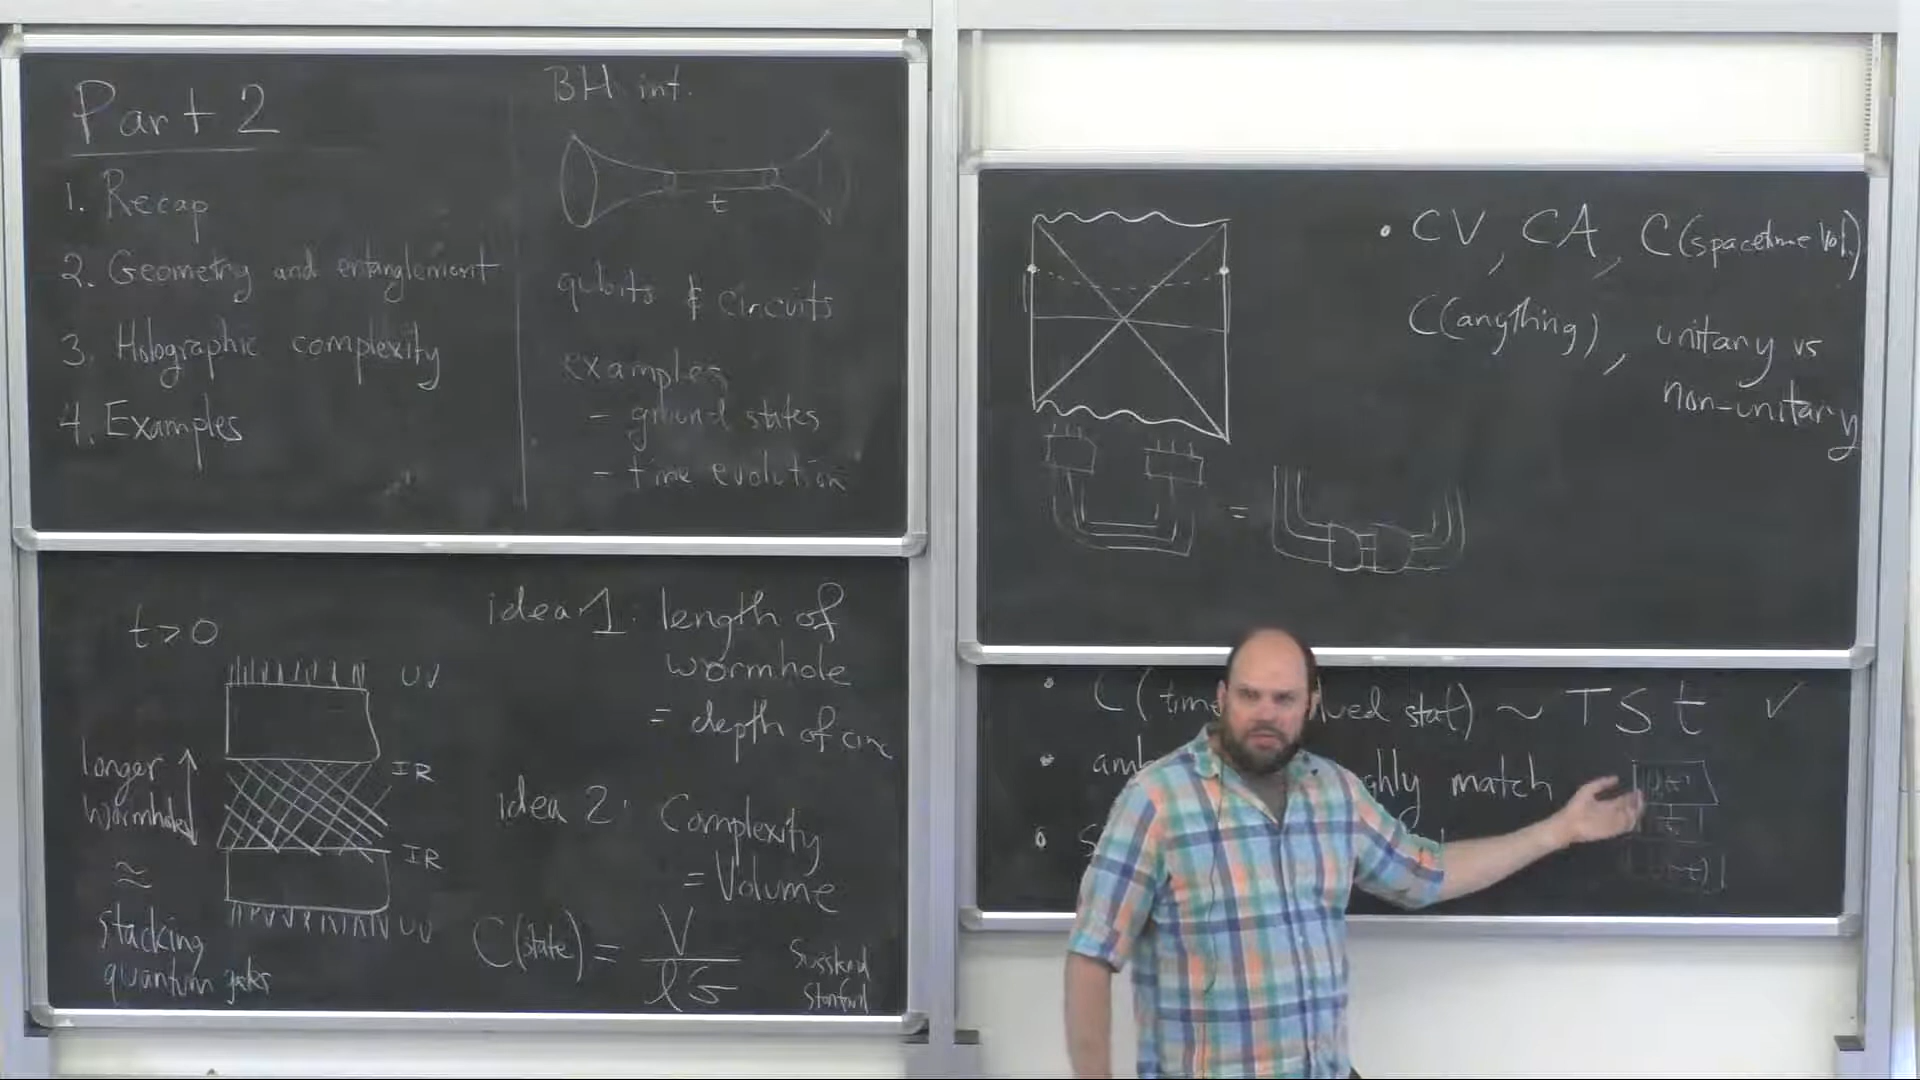 Part 2
1. Recap
2. Geometry and entanglement
3. Holographic complexity
4. Examples
BH int.
t
qubits & circuits
examples
- ground states
- time evolution
t>0
UV
longer
wormhole
IR
IR
≈
UV
stacking
quantum gates
idea 1: length of
wormhole
= depth of circ
idea 2: Complexity
= Volume
C(state) = V / lG
Susskind
Stanford
• CV, CA, C(spacetime Vol.)
C(anything), unitary vs
non-unitary
=
• C(time stat) ~ TSt ✓
• match
•